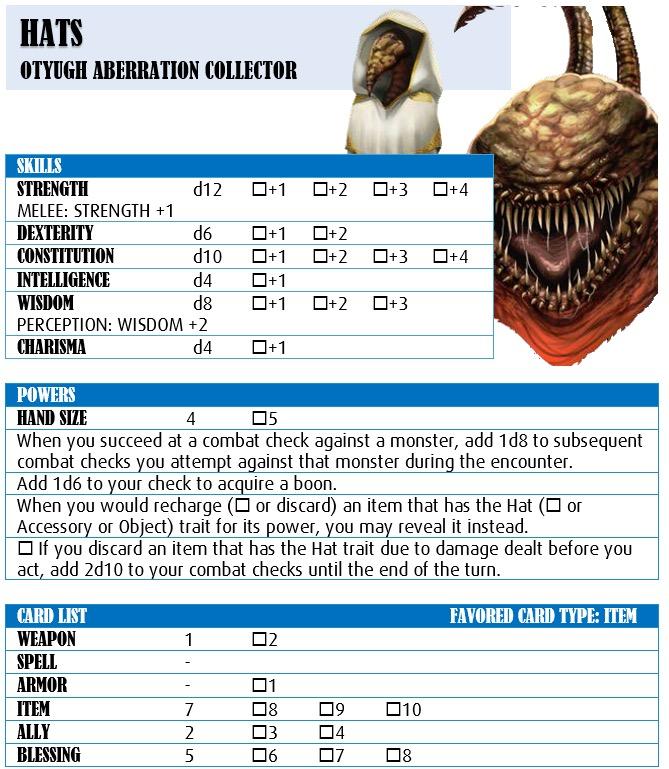 HATS
OTYUGH ABERRATION COLLECTOR
SKILLS
STRENGTH d12 ☐+1 ☐+2 ☐+3 ☐+4
MELEE: STRENGTH +1
DEXTERITY d6 ☐+1 ☐+2
CONSTITUTION d10 ☐+1 ☐+2 ☐+3 ☐+4
INTELLIGENCE d4 ☐+1
WISDOM d8 ☐+1 ☐+2 ☐+3
PERCEPTION: WISDOM +2
CHARISMA d4 ☐+1
POWERS
HAND SIZE 4 ☐5
When you succeed at a combat check against a monster, add 1d8 to subsequent
combat checks you attempt against that monster during the encounter.
Add 1d6 to your check to acquire a boon.
When you would recharge (☐ or discard) an item that has the Hat (☐ or
Accessory or Object) trait for its power, you may reveal it instead.
☐ If you discard an item that has the Hat trait due to damage dealt before you
act, add 2d10 to your combat checks until the end of the turn.
CARD LIST FAVORED CARD TYPE: ITEM
WEAPON 1 ☐2
SPELL -
ARMOR - ☐1
ITEM 7 ☐8 ☐9 ☐10
ALLY 2 ☐3 ☐4
BLESSING 5 ☐6 ☐7 ☐8